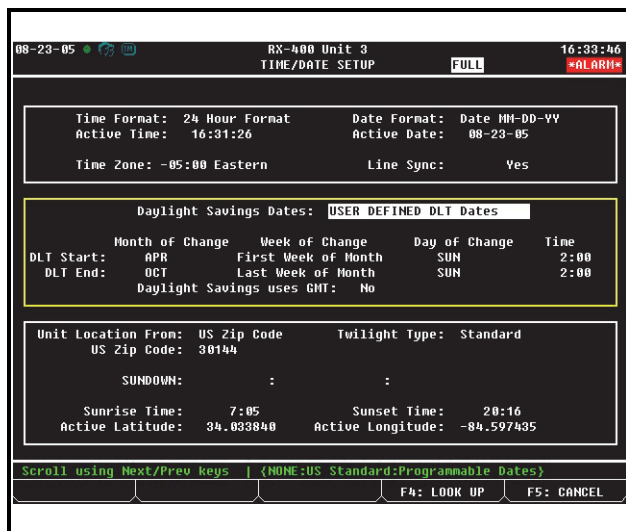 08-23-05 RX-400 Unit 3 16:33:46
TIME/DATE SETUP FULL *ALARM*
Time Format: 24 Hour Format Date Format: Date MM-DD-YY
Active Time: 16:31:26 Active Date: 08-23-05
Time Zone: -05:00 Eastern Line Sync: Yes
Daylight Savings Dates: USER DEFINED DLT Dates
Month of Change Week of Change Day of Change Time
DLT Start: APR First Week of Month SUN 2:00
DLT End: OCT Last Week of Month SUN 2:00
Daylight Savings uses GMT: No
Unit Location From: US Zip Code Twilight Type: Standard
US Zip Code: 30144
SUNDOWN: : :
Sunrise Time: 7:05 Sunset Time: 20:16
Active Latitude: 34.033840 Active Longitude: -84.597435
Scroll using Next/Prev keys | {NONE:US Standard:Programmable Dates}
F4: LOOK UP F5: CANCEL